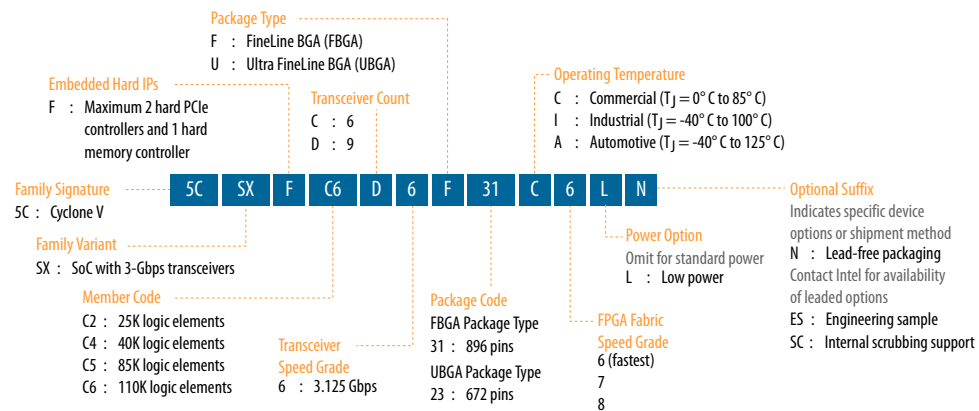 Package Type
F : FineLine BGA (FBGA)
U : Ultra FineLine BGA (UBGA)
Embedded Hard IPs
F : Maximum 2 hard PCIe
controllers and 1 hard
memory controller
Transceiver Count
C : 6
D : 9
Operating Temperature
C : Commercial (TJ = 0° C to 85° C)
I : Industrial (TJ = -40° C to 100° C)
A : Automotive (TJ = -40° C to 125° C)
5C SX F C6 D 6 F 31 C 6 L N
Family Signature
5C : Cyclone V
Family Variant
SX : SoC with 3-Gbps transceivers
Member Code
C2 : 25K logic elements
C4 : 40K logic elements
C5 : 85K logic elements
C6 : 110K logic elements
Transceiver
Speed Grade
6 : 3.125 Gbps
Package Code
FBGA Package Type
31 : 896 pins
UBGA Package Type
23 : 672 pins
FPGA Fabric
Speed Grade
6 (fastest)
7
8
Power Option
Omit for standard power
L : Low power
Optional Suffix
Indicates specific device
options or shipment method
N : Lead-free packaging
Contact Intel for availability
of leaded options
ES : Engineering sample
SC : Internal scrubbing support